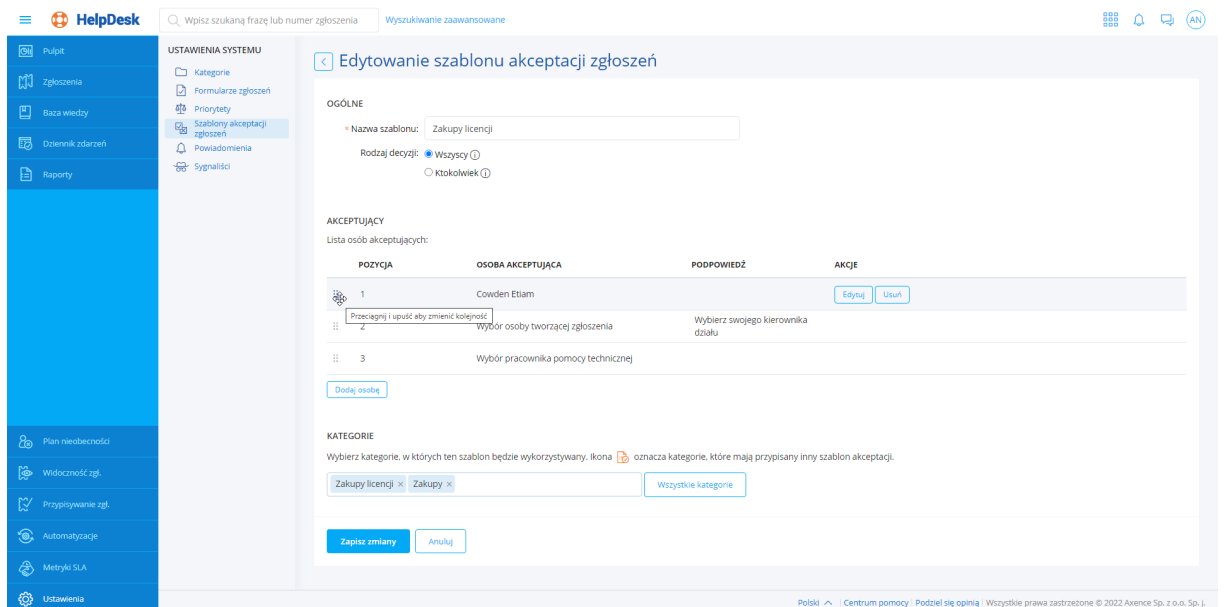 HelpDesk
Wpisz szukaną frazę lub numer zgłoszenia
Wyszukiwanie zaawansowane
AN
Pulpit
Zgłoszenia
Baza wiedzy
Dziennik zdarzeń
Raporty
Plan nieobecności
Widoczność zgł.
Przypisywanie zgł.
Automatyzacje
Metryki SLA
Ustawienia
USTAWIENIA SYSTEMU
Kategorie
Formularze zgłoszeń
Priorytety
Szablony akceptacji
zgłoszeń
Powiadomienia
Sygnaliści
Edytowanie szablonu akceptacji zgłoszeń
OGÓLNE
* Nazwa szablonu: Zakupy licencji
Rodzaj decyzji: Wszyscy
Ktokolwiek
AKCEPTUJĄCY
Lista osób akceptujących:
POZYCJA OSOBA AKCEPTUJĄCA PODPOWIEDŹ AKCJE
1 Cowden Etiam Edytuj Usuń
Przeciągnij i upuść aby zmienić kolejność
2 Wybór osoby tworzącej zgłoszenia Wybierz swojego kierownika
działu
3 Wybór pracownika pomocy technicznej
Dodaj osobę
KATEGORIE
Wybierz kategorie, w których ten szablon będzie wykorzystywany. Ikona oznacza kategorie, które mają przypisany inny szablon akceptacji.
Zakupy licencji × Zakupy × Wszystkie kategorie
Zapisz zmiany Anuluj
Polski | Centrum pomocy | Podziel się opinią | Wszystkie prawa zastrzeżone © 2022 Axence Sp. z o.o. Sp. j.